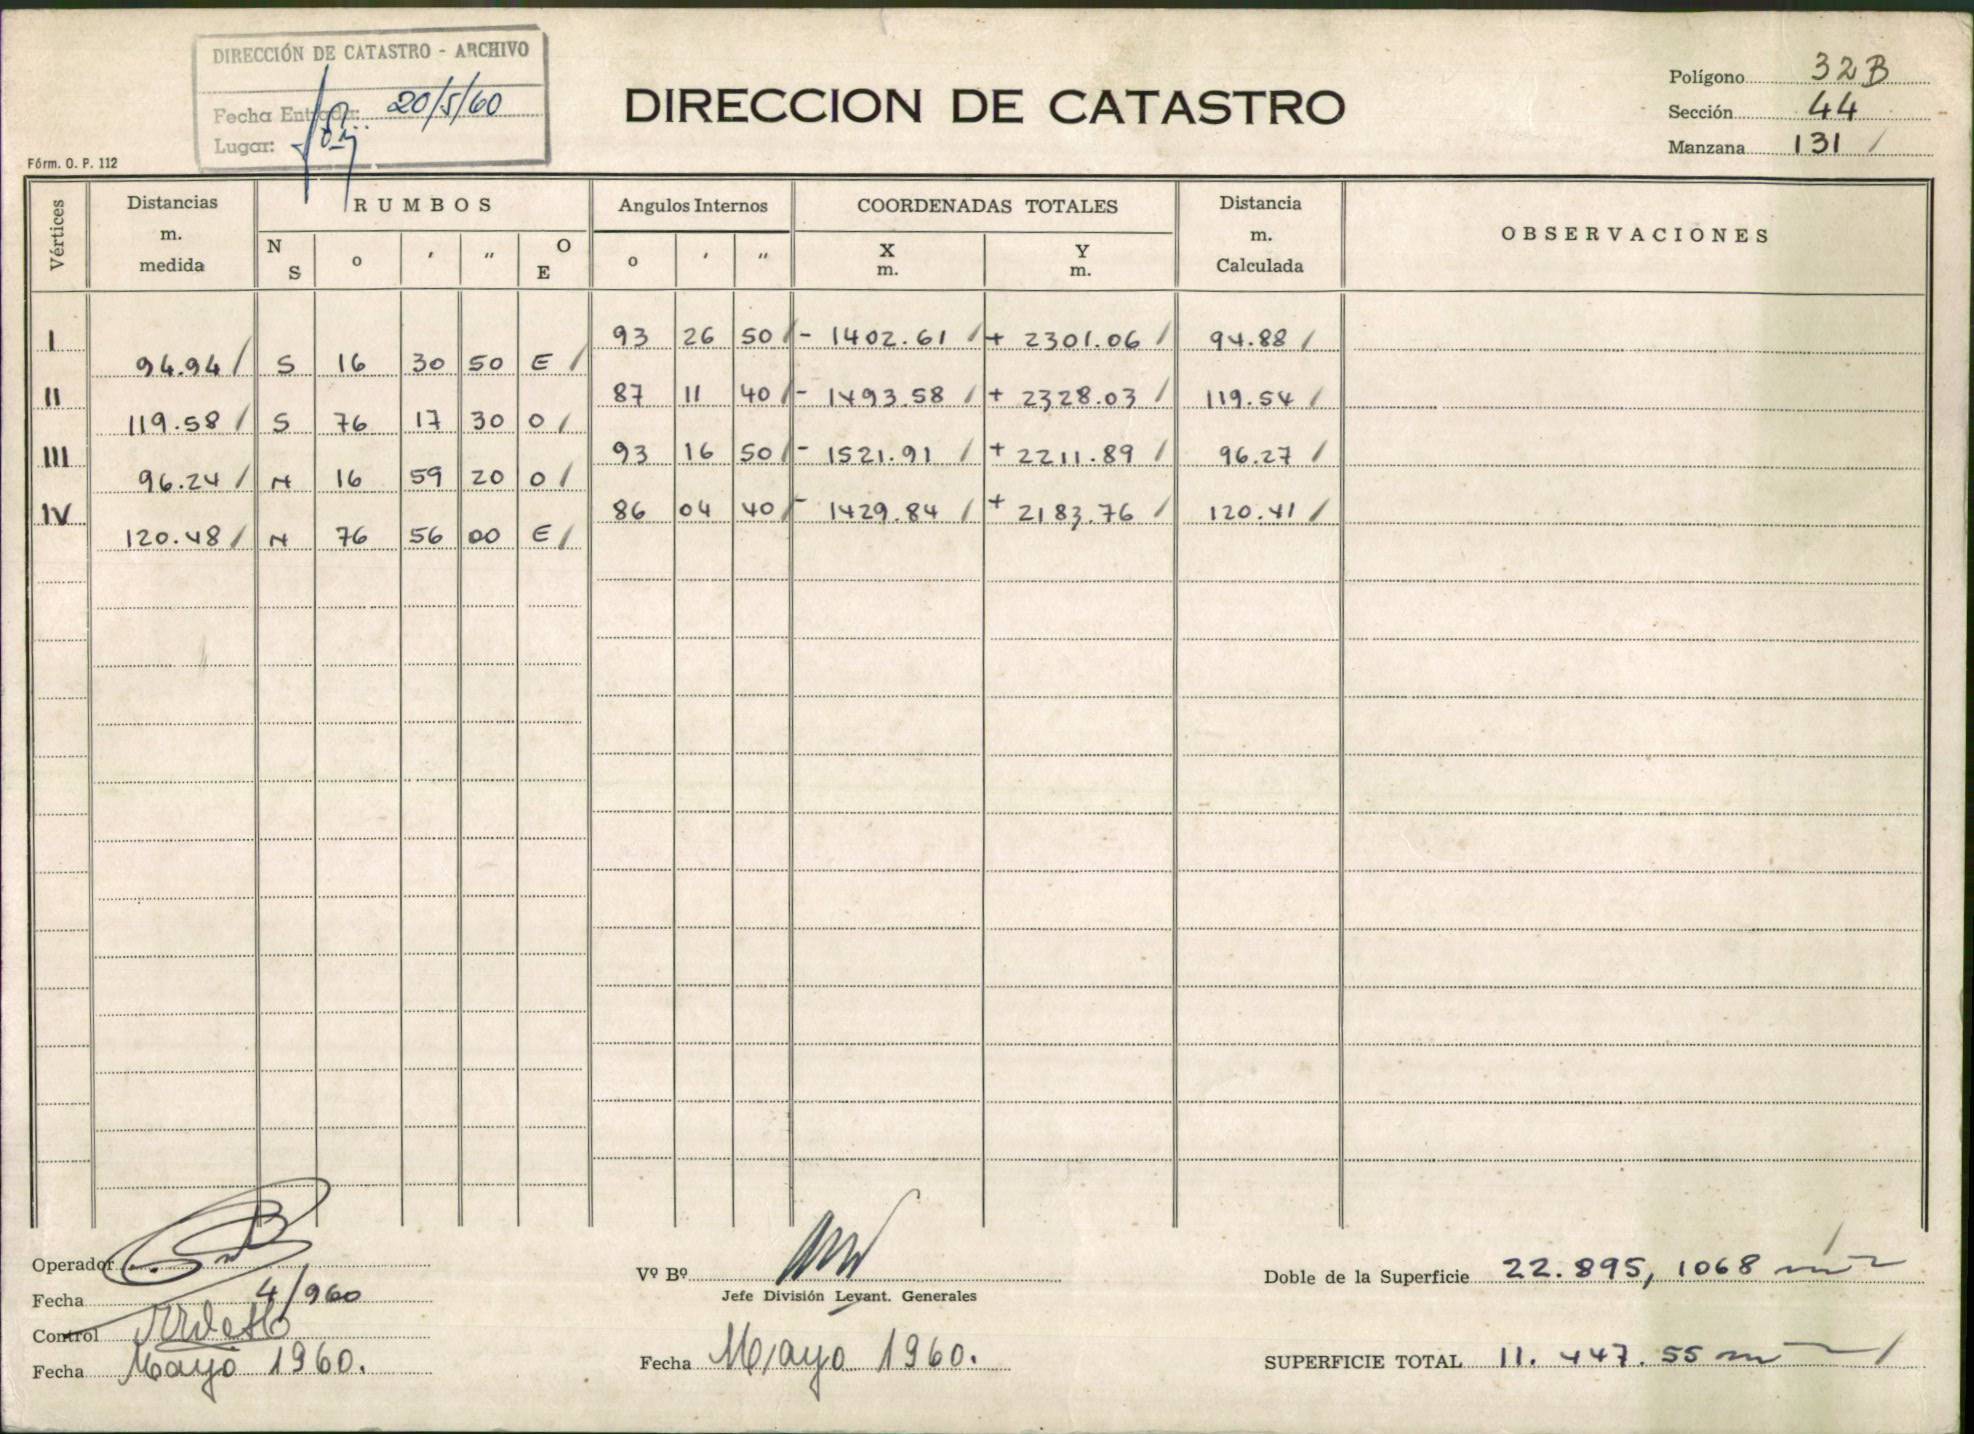 DIRECCIÓN DE CATASTRO - ARCHIVO
Fecha Entrada: 20/5/60
Lugar:
DIRECCION DE CATASTRO
Polígono 32B
Sección 44
Manzana 131 /
Fórm. O. P. 112
Vértices
Distancias m. medida
RUMBOS
N S o ′ ″ O E
Angulos Internos
o ′ ″
COORDENADAS TOTALES
X m. Y m.
Distancia m. Calculada
OBSERVACIONES
I 93 26 50 / - 1402.61 / + 2301.06 / 94.88 /
94.94 / S 16 30 50 E /
II 87 11 40 / - 1493.58 / + 2328.03 / 119.54 /
119.58 / S 76 17 30 O /
III 93 16 50 / - 1521.91 / + 2211.89 / 96.27 /
96.24 / N 16 59 20 O /
IV 86 04 40 / - 1429.84 / + 2183.76 / 120.41 /
120.48 / N 76 56 00 E /
Operador
Fecha 4/960
Control
Fecha Mayo 1960.
Vº Bº
Jefe División Levant. Generales
Fecha Mayo 1960.
Doble de la Superficie 22.895,1068 m² /
SUPERFICIE TOTAL 11.447.55 m² /